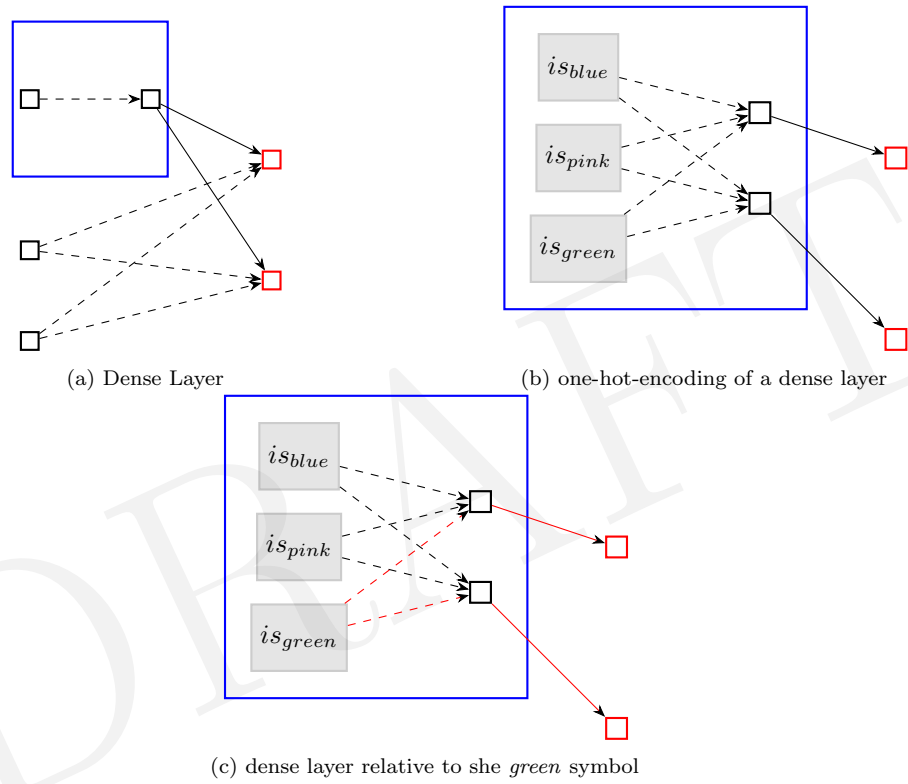 is_blue
is_pink
is_green
(a) Dense Layer
(b) one-hot-encoding of a dense layer
is_blue
is_pink
is_green
(c) dense layer relative to she green symbol
DRAFT